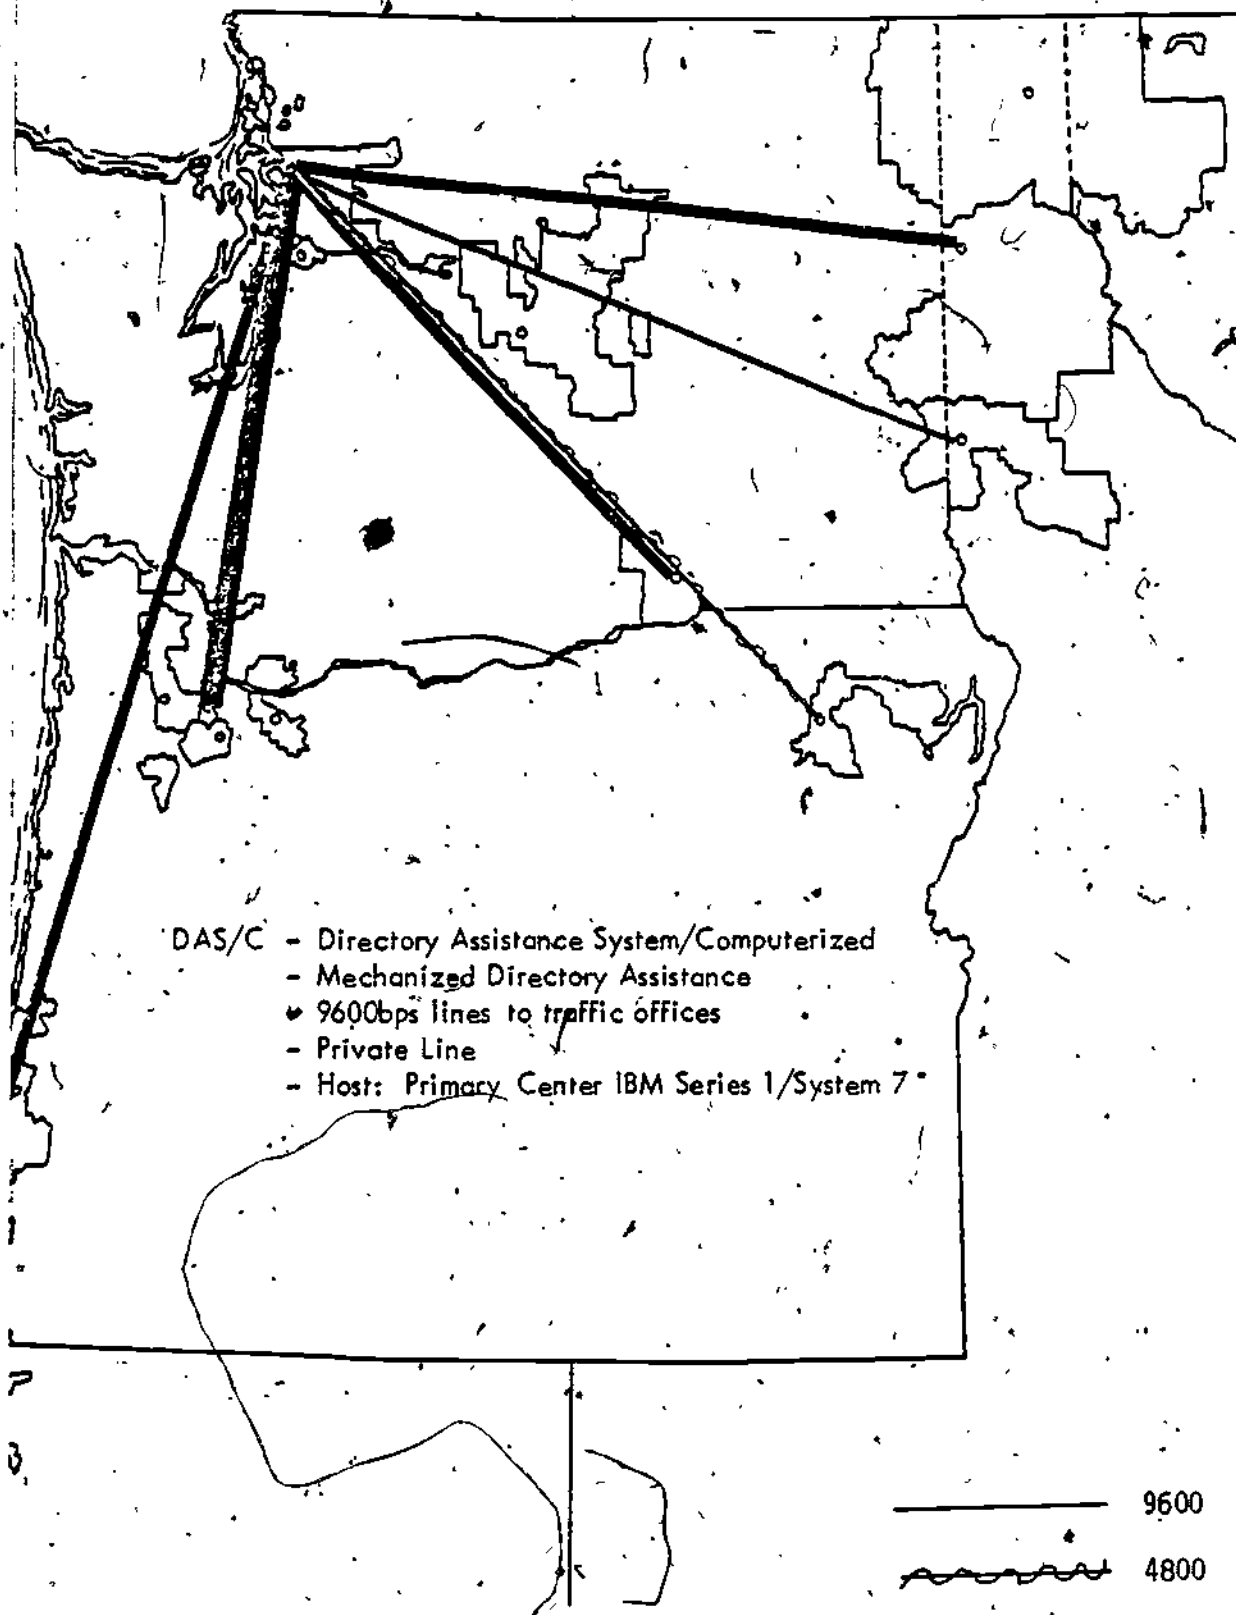 DAS/C - Directory Assistance System/Computerized
- Mechanized Directory Assistance
- 9600bps lines to traffic offices
- Private Line
- Host: Primary Center IBM Series 1/System 7
9600
4800